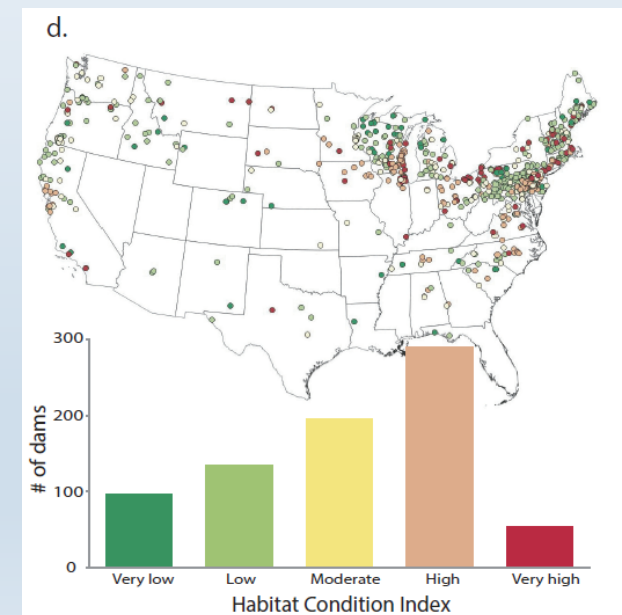 d.
300
200
100
0
# of dams
Very low
Low
Moderate
High
Very high
Habitat Condition Index